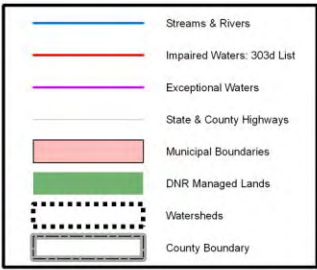 Streams & Rivers
Impaired Waters: 303d List
Exceptional Waters
State & County Highways
Municipal Boundaries
DNR Managed Lands
Watersheds
County Boundary